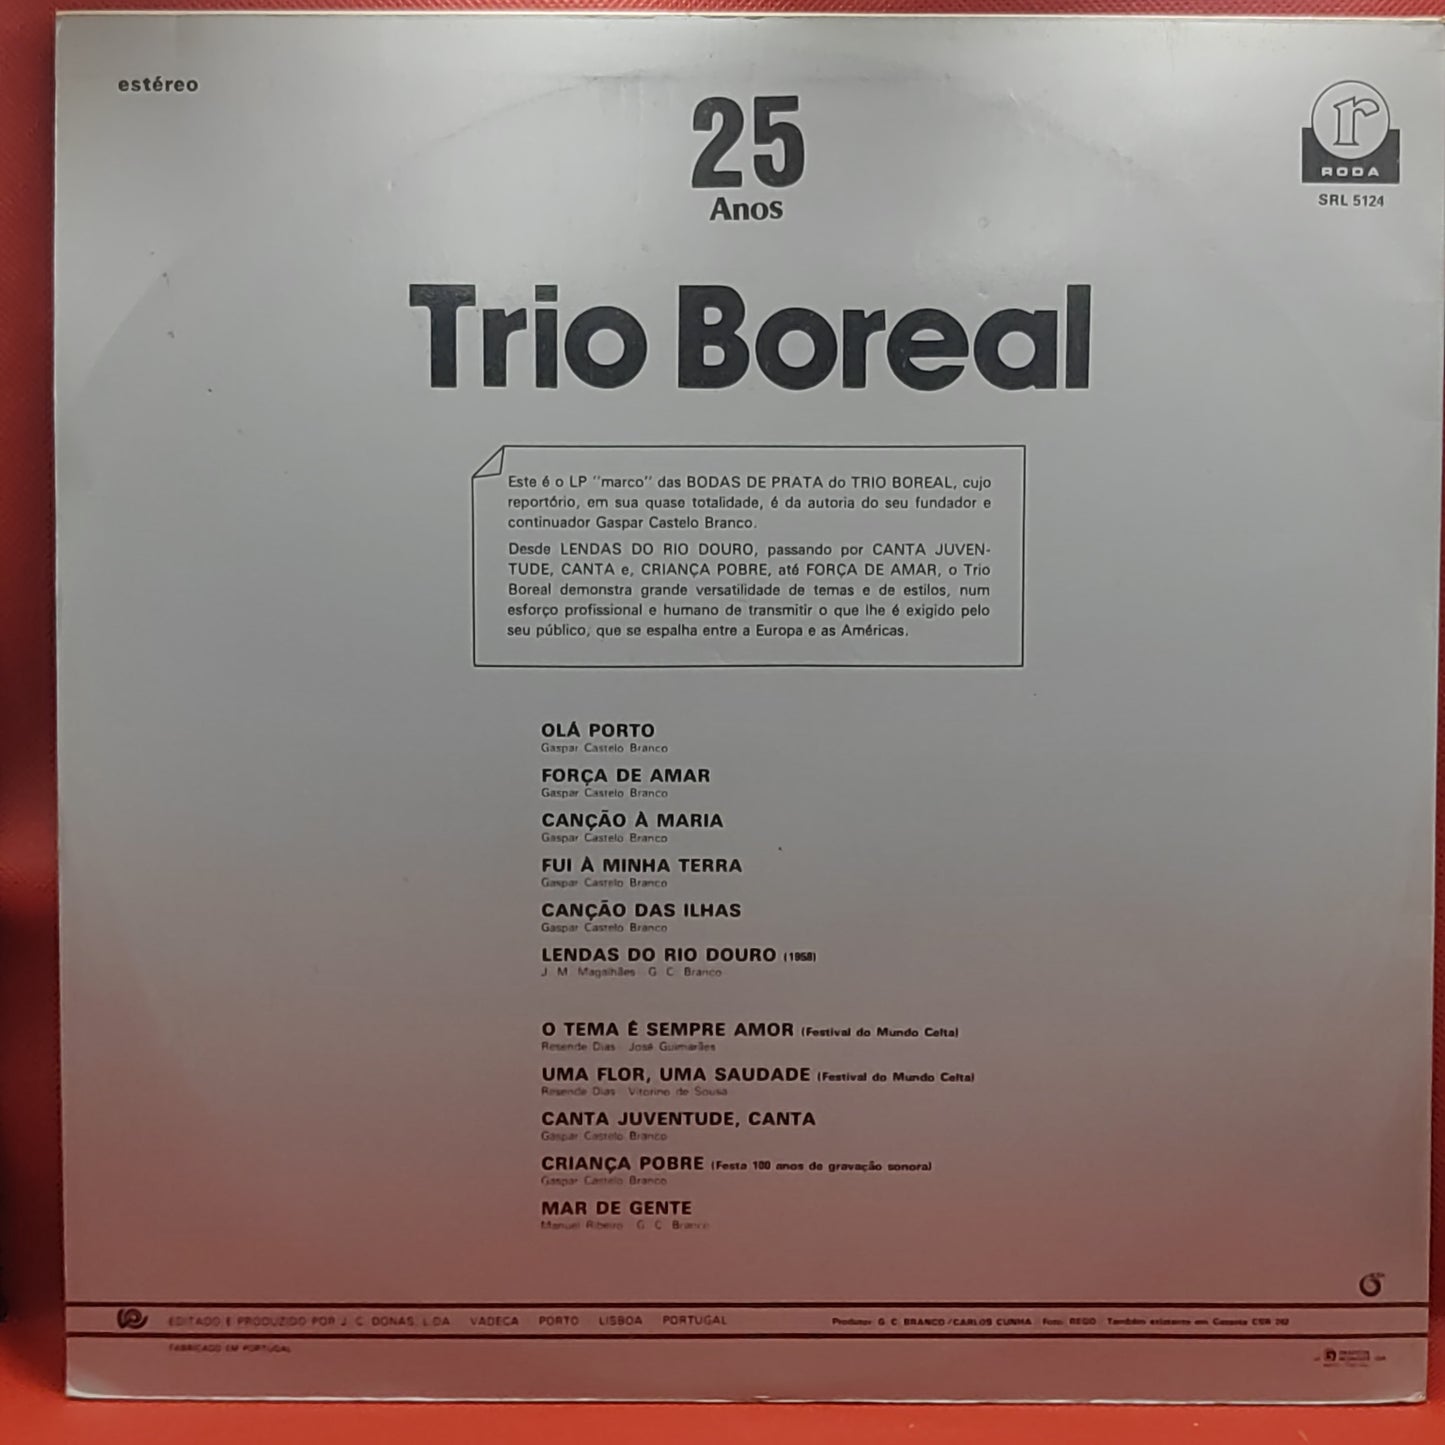 estéreo
25
Anos
r
RODA
SRL 5124
Trio Boreal
Este é o LP "marco" das BODAS DE PRATA do TRIO BOREAL, cujo
reportório, em sua quase totalidade, é da autoria do seu fundador e
continuador Gaspar Castelo Branco.
Desde LENDAS DO RIO DOURO, passando por CANTA JUVEN-
TUDE, CANTA e, CRIANÇA POBRE, até FORÇA DE AMAR, o Trio
Boreal demonstra grande versatilidade de temas e de estilos, num
esforço profissional e humano de transmitir o que lhe é exigido pelo
seu público, que se espalha entre a Europa e as Américas.
OLÁ PORTO
Gaspar Castelo Branco
FORÇA DE AMAR
Gaspar Castelo Branco
CANÇÃO À MARIA
Gaspar Castelo Branco
FUI À MINHA TERRA
Gaspar Castelo Branco
CANÇÃO DAS ILHAS
Gaspar Castelo Branco
LENDAS DO RIO DOURO (1958)
J. M. Magalhães - G. C. Branco
O TEMA É SEMPRE AMOR (Festival do Mundo Celta)
Resende Dias - José Guimarães
UMA FLOR, UMA SAUDADE (Festival do Mundo Celta)
Resende Dias - Vitorino de Sousa
CANTA JUVENTUDE, CANTA
Gaspar Castelo Branco
CRIANÇA POBRE (Festa 100 anos de gravação sonora)
Gaspar Castelo Branco
MAR DE GENTE
Manuel Ribeiro - G. C. Branco
EDITADO E PRODUZIDO POR J. C. DONAS, L.DA VADECA PORTO LISBOA PORTUGAL
Produtor G. C. BRANCO/CARLOS CUNHA Foto REGO Também existente em Cassete CSR 242
FABRICADO EM PORTUGAL